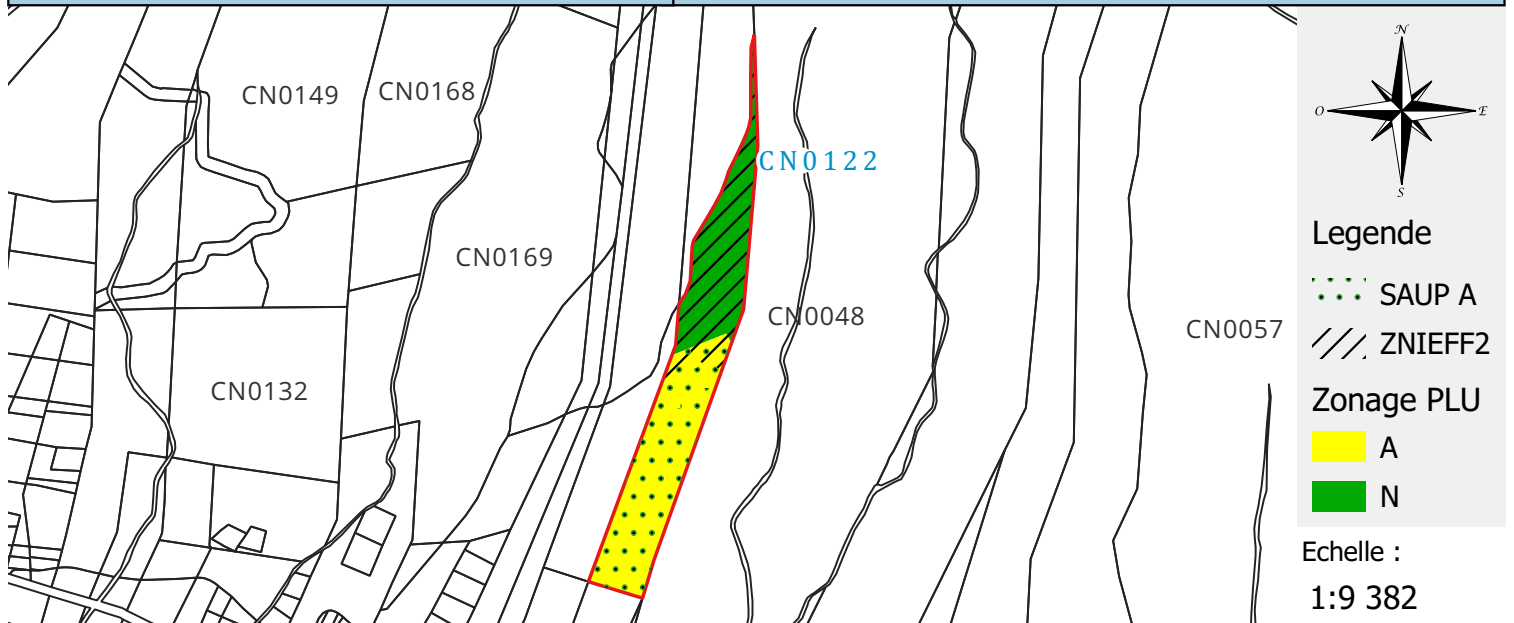 CN0149
CN0168
CN0122
CN0169
CN0048
CN0057
CN0132
N
O
E
S
Legende
SAUP A
ZNIEFF2
Zonage PLU
A
N
Echelle :
1:9 382